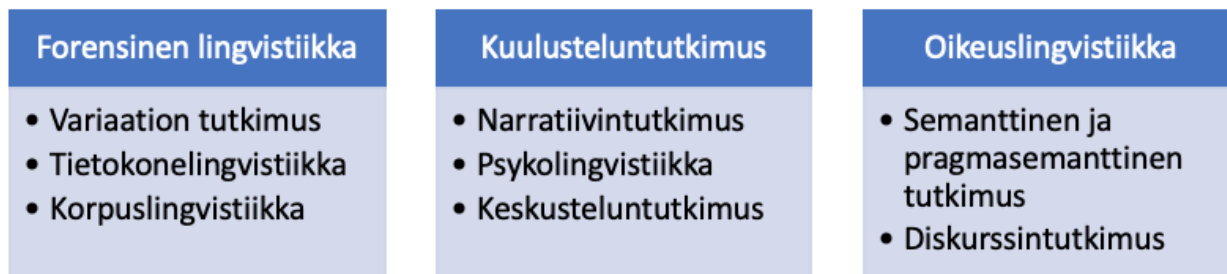 Forensinen lingvistiikka
• Variaation tutkimus
• Tietokonelingvistiikka
• Korpuslingvistiikka
Kuulusteluntutkimus
• Narratiivintutkimus
• Psykolingvistiikka
• Keskusteluntutkimus
Oikeuslingvistiikka
• Semanttinen ja
pragmasemanttinen
tutkimus
• Diskurssintutkimus